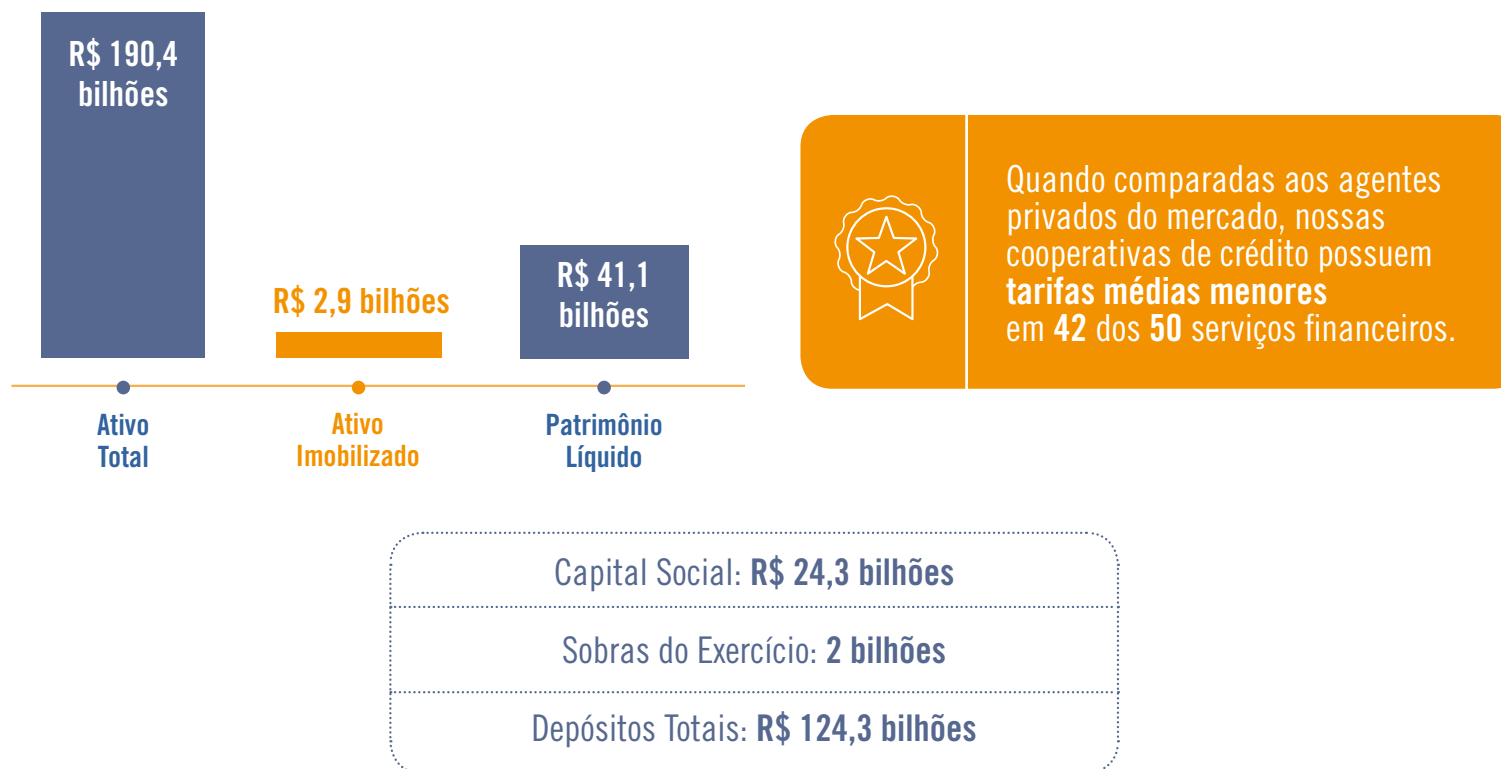 R$ 190,4
bilhões
R$ 2,9 bilhões
R$ 41,1
bilhões
Ativo
Total
Ativo
Imobilizado
Patrimônio
Líquido
Quando comparadas aos agentes
privados do mercado, nossas
cooperativas de crédito possuem
tarifas médias menores
em 42 dos 50 serviços financeiros.
Capital Social: R$ 24,3 bilhões
Sobras do Exercício: 2 bilhões
Depósitos Totais: R$ 124,3 bilhões